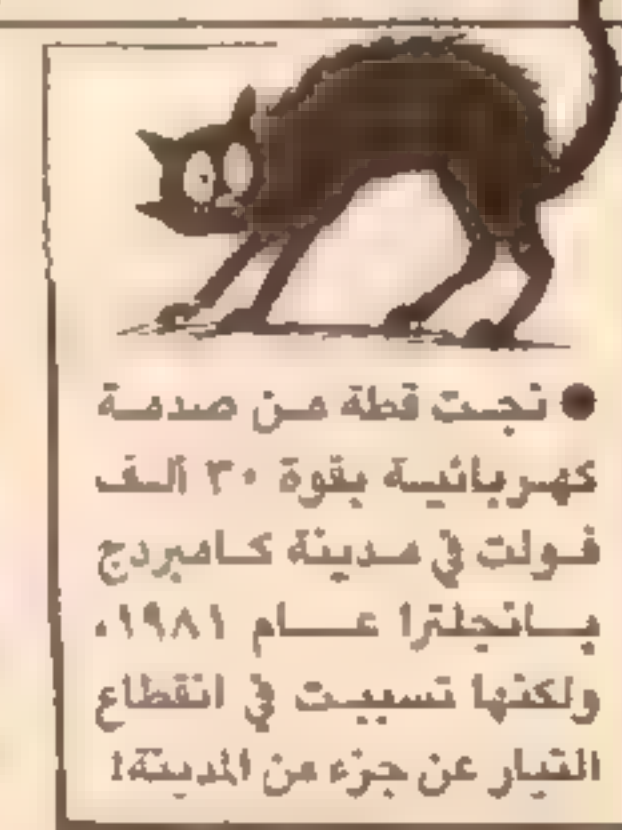 ● نجت قطة من صدمة
كهربائية بقوة ٣٠ ألف
فولت في مدينة كامبردج
بانجلترا عام ١٩٨١،
ولكنها تسببت في انقطاع
التيار عن جزء من المدينة!